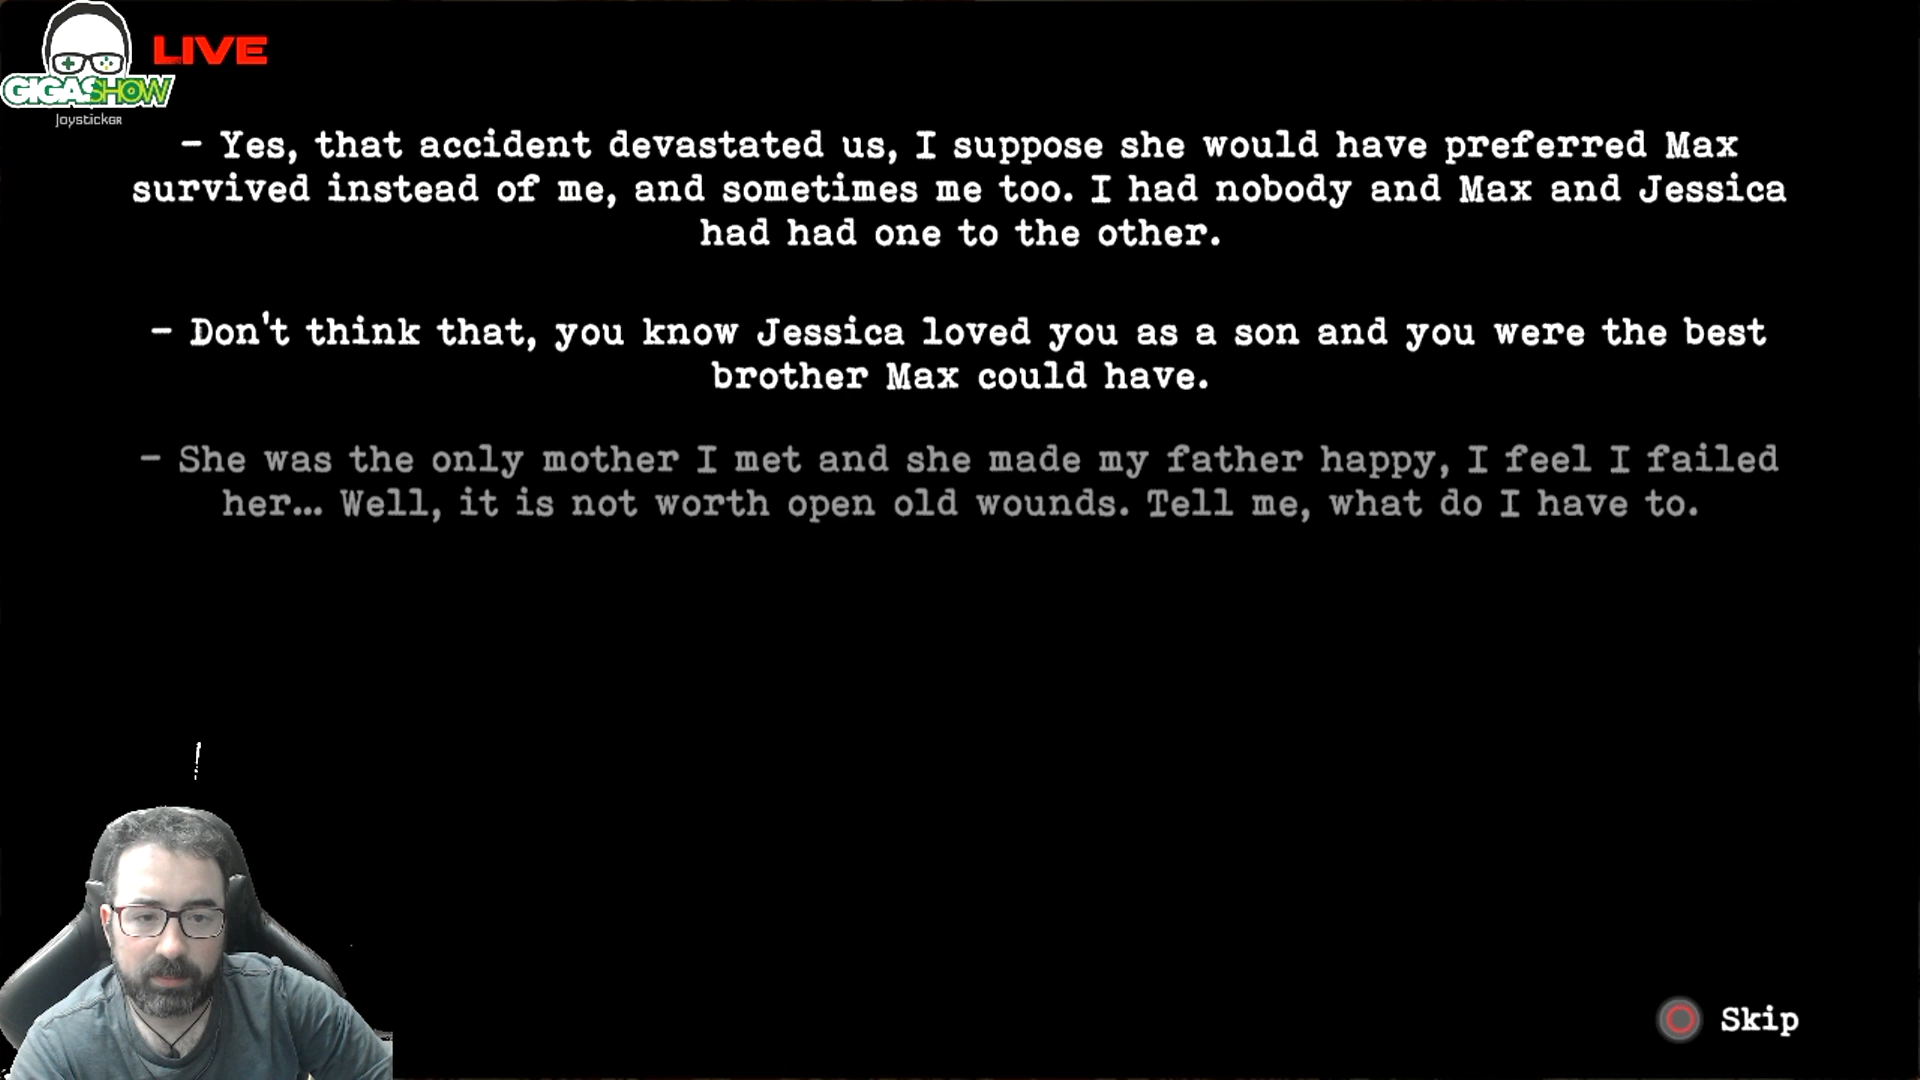 LIVE
GIGASHOW
JoystickeR
- Yes, that accident devastated us, I suppose she would have preferred Max
survived instead of me, and sometimes me too. I had nobody and Max and Jessica
had had one to the other.
- Don't think that, you know Jessica loved you as a son and you were the best
brother Max could have.
- She was the only mother I met and she made my father happy, I feel I failed
her... Well, it is not worth open old wounds. Tell me, what do I have to.
Skip